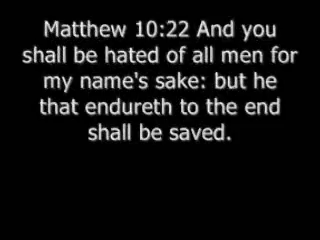 Matthew 10:22 And you
shall be hated of all men for
my name's sake: but he
that endureth to the end
shall be saved.